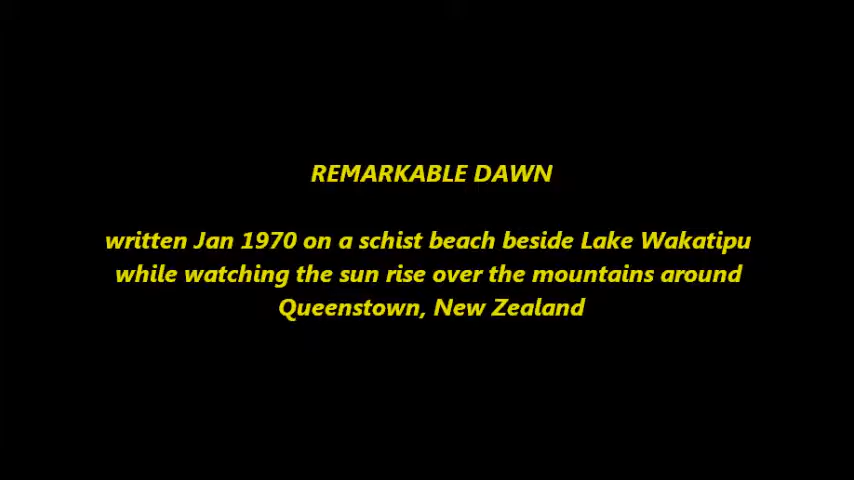 REMARKABLE DAWN
written Jan 1970 on a schist beach beside Lake Wakatipu
while watching the sun rise over the mountains around
Queenstown, New Zealand